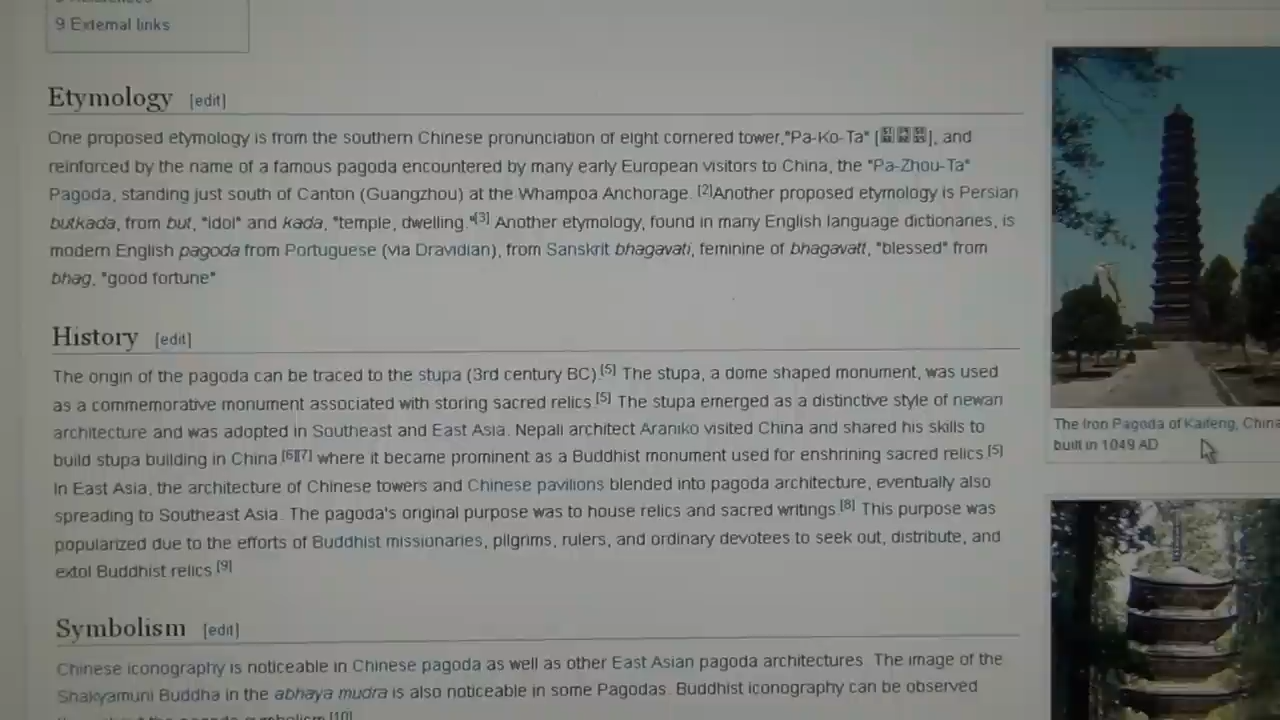 9 External links
Etymology [edit]
One proposed etymology is from the southern Chinese pronunciation of eight cornered tower,"Pa-Ko-Ta" [], and
reinforced by the name of a famous pagoda encountered by many early European visitors to China, the "Pa-Zhou-Ta"
Pagoda, standing just south of Canton (Guangzhou) at the Whampoa Anchorage. [2]Another proposed etymology is Persian
butkada, from but, "idol" and kada, "temple, dwelling."[3] Another etymology, found in many English language dictionaries, is
modern English pagoda from Portuguese (via Dravidian), from Sanskrit bhagavati, feminine of bhagavatt, "blessed" from
bhag, "good fortune"
History [edit]
The origin of the pagoda can be traced to the stupa (3rd century BC).[5] The stupa, a dome shaped monument, was used
as a commemorative monument associated with storing sacred relics.[5] The stupa emerged as a distinctive style of newari
architecture and was adopted in Southeast and East Asia. Nepali architect Araniko visited China and shared his skills to
build stupa building in China.[6][7] where it became prominent as a Buddhist monument used for enshrining sacred relics.[5]
In East Asia, the architecture of Chinese towers and Chinese pavilions blended into pagoda architecture, eventually also
spreading to Southeast Asia. The pagoda's original purpose was to house relics and sacred writings.[8] This purpose was
popularized due to the efforts of Buddhist missionaries, pilgrims, rulers, and ordinary devotees to seek out, distribute, and
extol Buddhist relics.[9]
Symbolism [edit]
Chinese iconography is noticeable in Chinese pagoda as well as other East Asian pagoda architectures. The image of the
Shakyamuni Buddha in the abhaya mudra is also noticeable in some Pagodas. Buddhist iconography can be observed
[10]
The Iron Pagoda of Kaifeng, China
built in 1049 AD